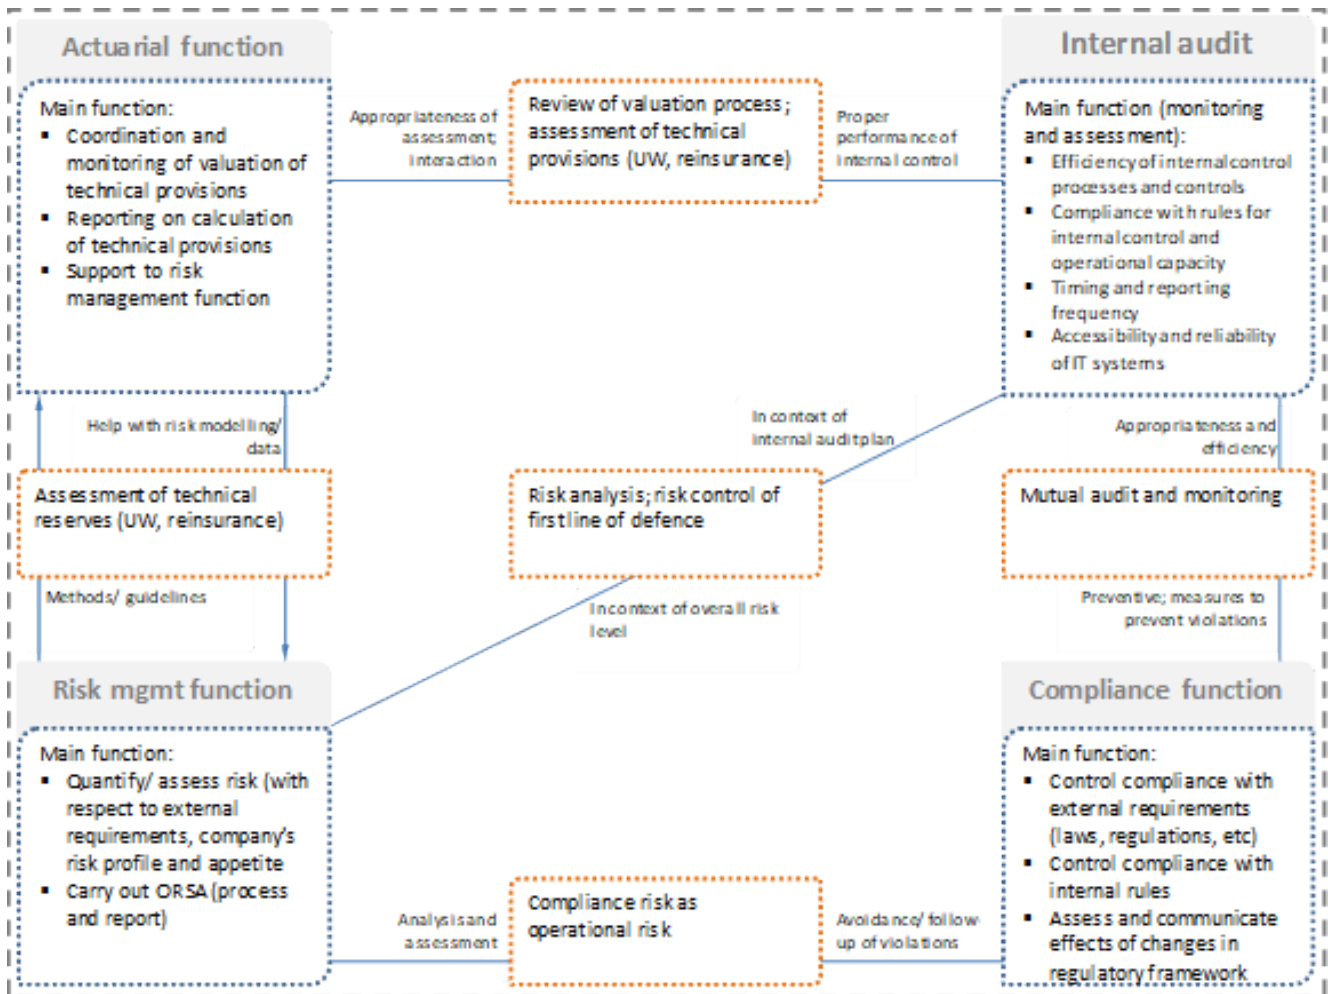 Actuarial function
Main function:
▪ Coordination and
monitoring of valuation of
technical provisions
▪ Reporting on calculation
of technical provisions
▪ Support to risk
management function
Appropriateness of
assessment;
interaction
Review of valuation process;
assessment of technical
provisions (UW, reinsurance)
Proper
performance of
internal control
Internal audit
Main function (monitoring
and assessment):
▪ Efficiency of internal control
processes and controls
▪ Compliance with rules for
internal control and
operational capacity
▪ Timing and reporting
frequency
▪ Accessibility and reliability
of IT systems
Help with risk modelling/
data
Assessment of technical
reserves (UW, reinsurance)
Methods/ guidelines
In context of
internal audit plan
Risk analysis; risk control of
first line of defence
In context of overall risk
level
Appropriateness and
efficiency
Mutual audit and monitoring
Preventive; measures to
prevent violations
Risk mgmt function
Main function:
▪ Quantify/ assess risk (with
respect to external
requirements, company's
risk profile and appetite
▪ Carry out ORSA (process
and report)
Analysis and
assessment
Compliance risk as
operational risk
Avoidance/ follow-
up of violations
Compliance function
Main function:
▪ Control compliance with
external requirements
(laws, regulations, etc)
▪ Control compliance with
internal rules
▪ Assess and communicate
effects of changes in
regulatory framework